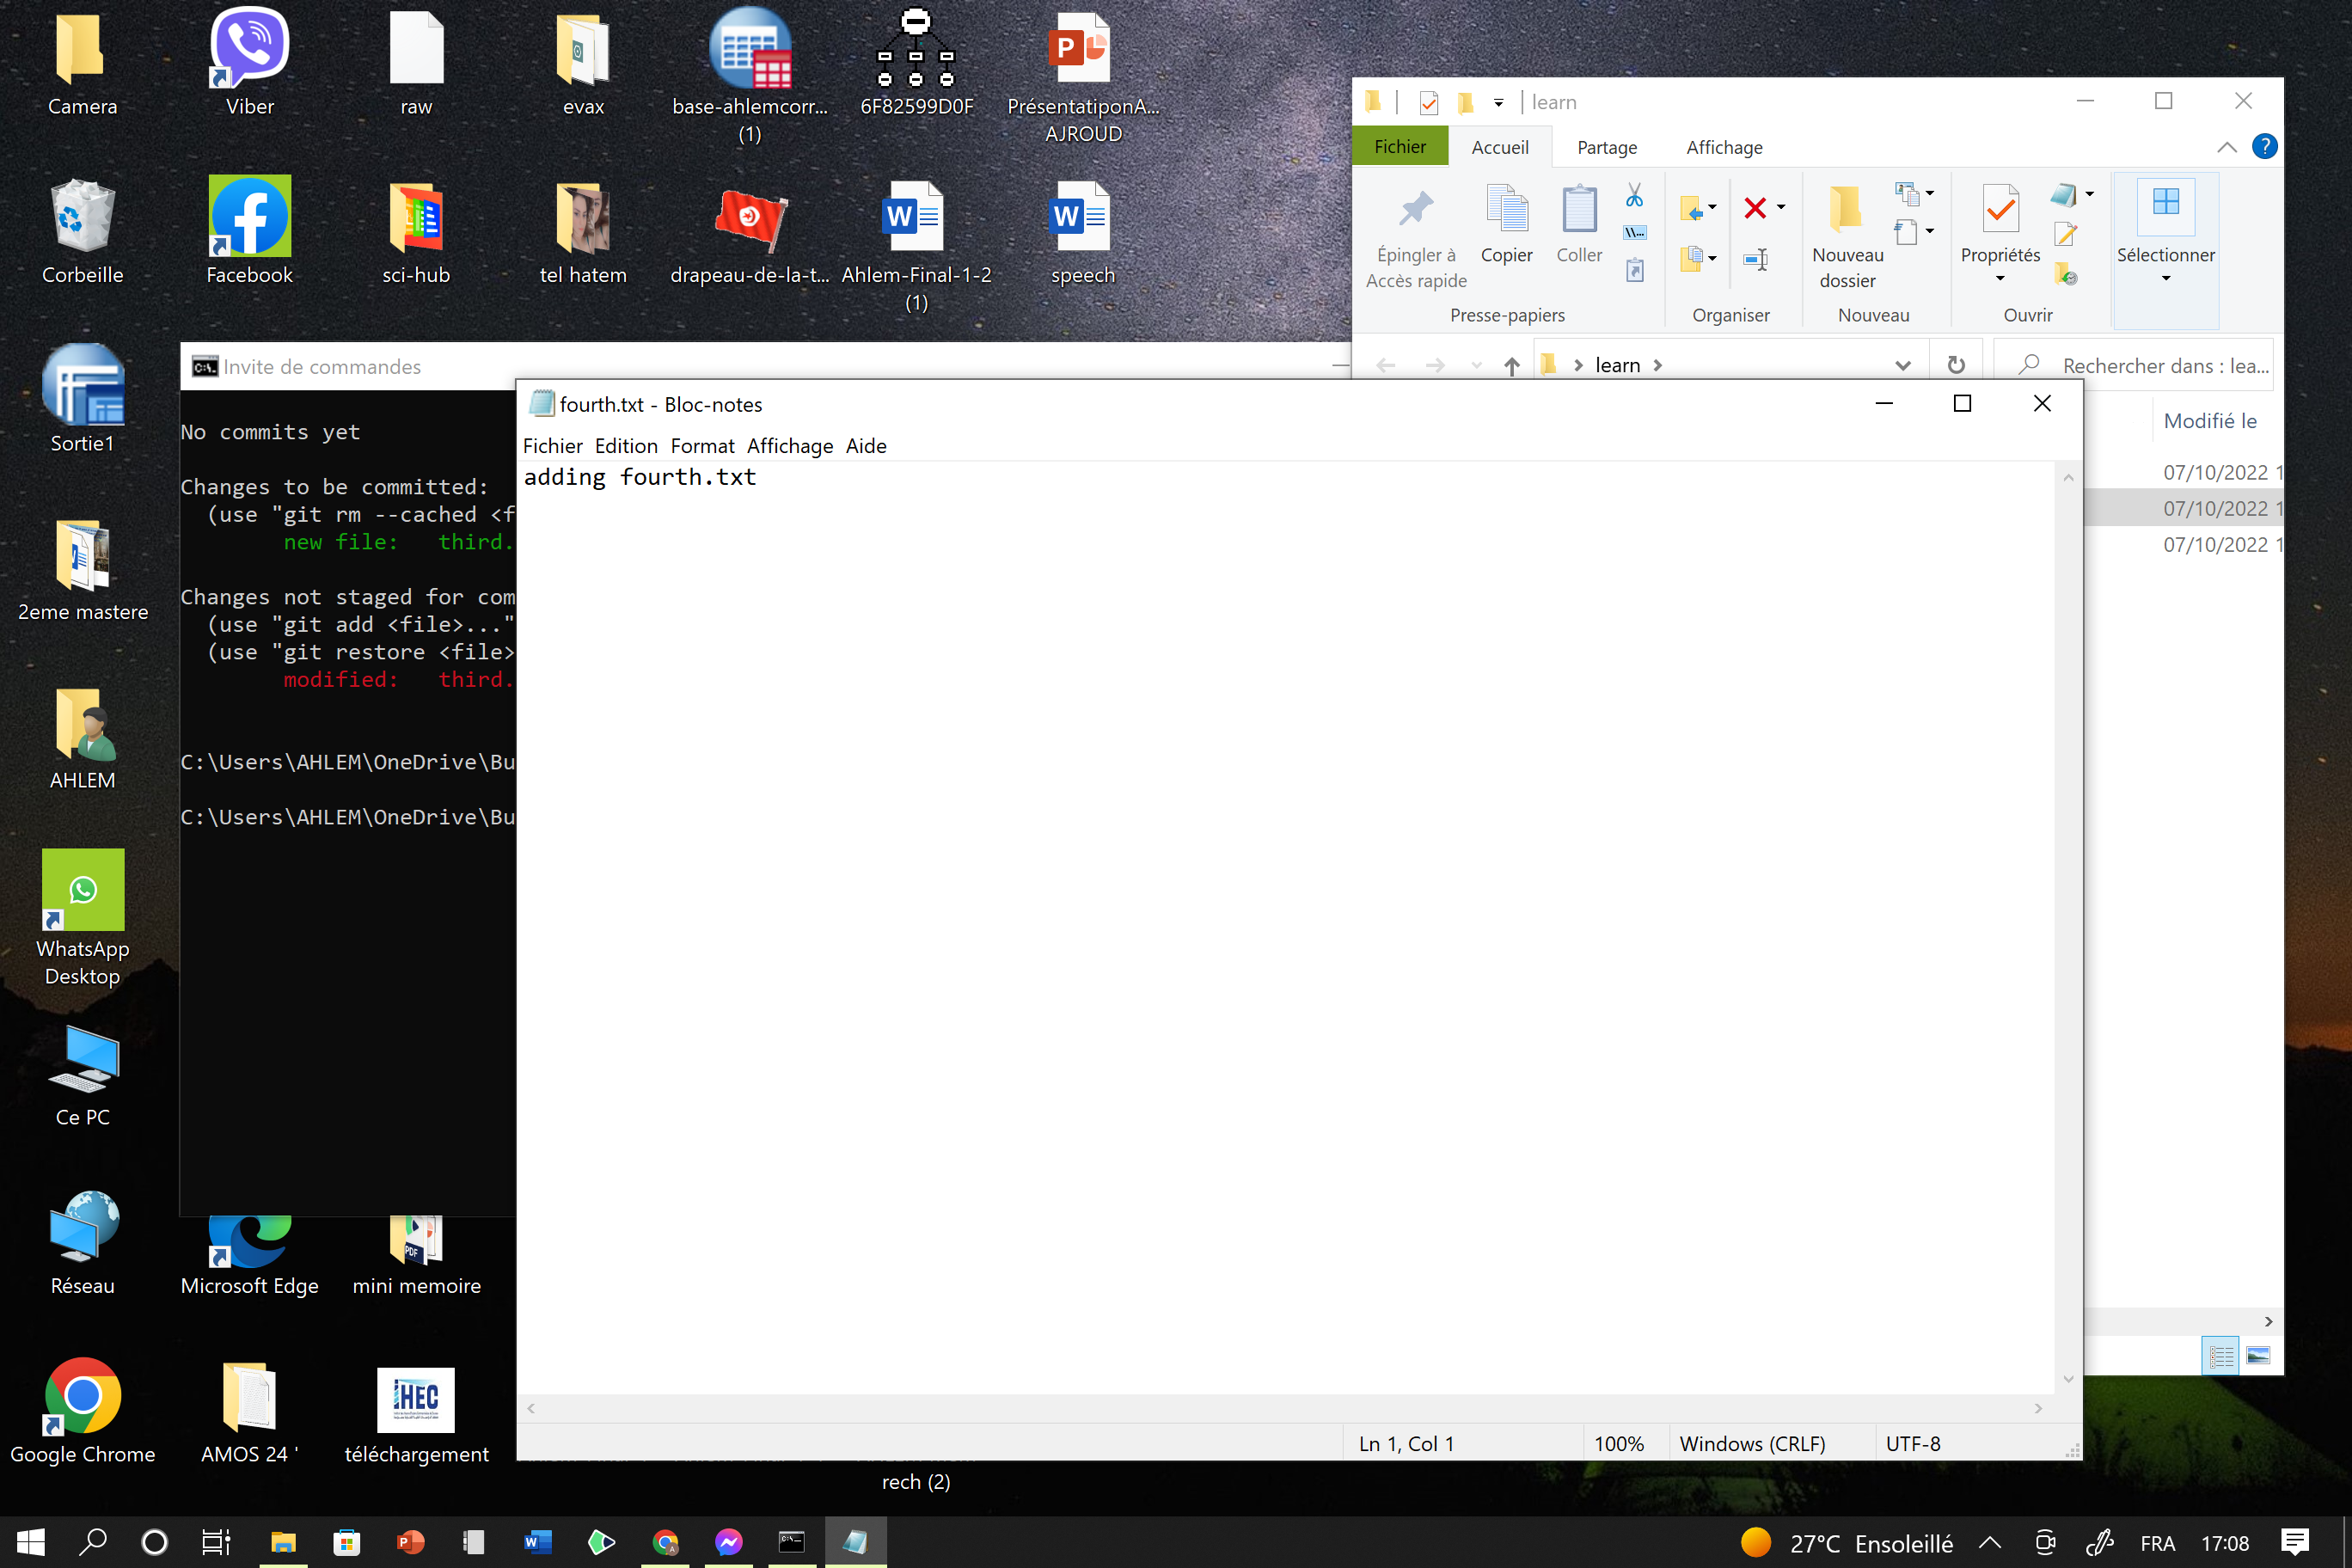 Camera
Viber
raw
evax
base-ahlemcorr...
(1)
6F82599D0F
PrésentatiponA...
AJROUD
Corbeille
Facebook
sci-hub
tel hatem
drapeau-de-la-t...
Ahlem-Final-1-2
(1)
speech
Sortie1
2eme mastere
AHLEM
WhatsApp
Desktop
Ce PC
Réseau
Microsoft Edge
mini memoire
Google Chrome
AMOS 24 '
téléchargement
iHEC
rech (2)
learn
Fichier
Accueil
Partage
Affichage
Épingler à
Accès rapide
Copier
Coller
Presse-papiers
Organiser
Nouveau
dossier
Nouveau
Propriétés
Ouvrir
Sélectionner
learn
Rechercher dans : lea...
Modifié le
07/10/2022 1
07/10/2022 1
07/10/2022 1
Invite de commandes
No commits yet
Changes to be committed:
(use "git rm --cached <f
new file:   third.
Changes not staged for com
(use "git add <file>..."
(use "git restore <file>
modified:   third.
C:\Users\AHLEM\OneDrive\Bu
C:\Users\AHLEM\OneDrive\Bu
fourth.txt - Bloc-notes
Fichier Edition Format Affichage Aide
adding fourth.txt
Ln 1, Col 1
100%
Windows (CRLF)
UTF-8
27°C Ensoleillé
FRA
17:08